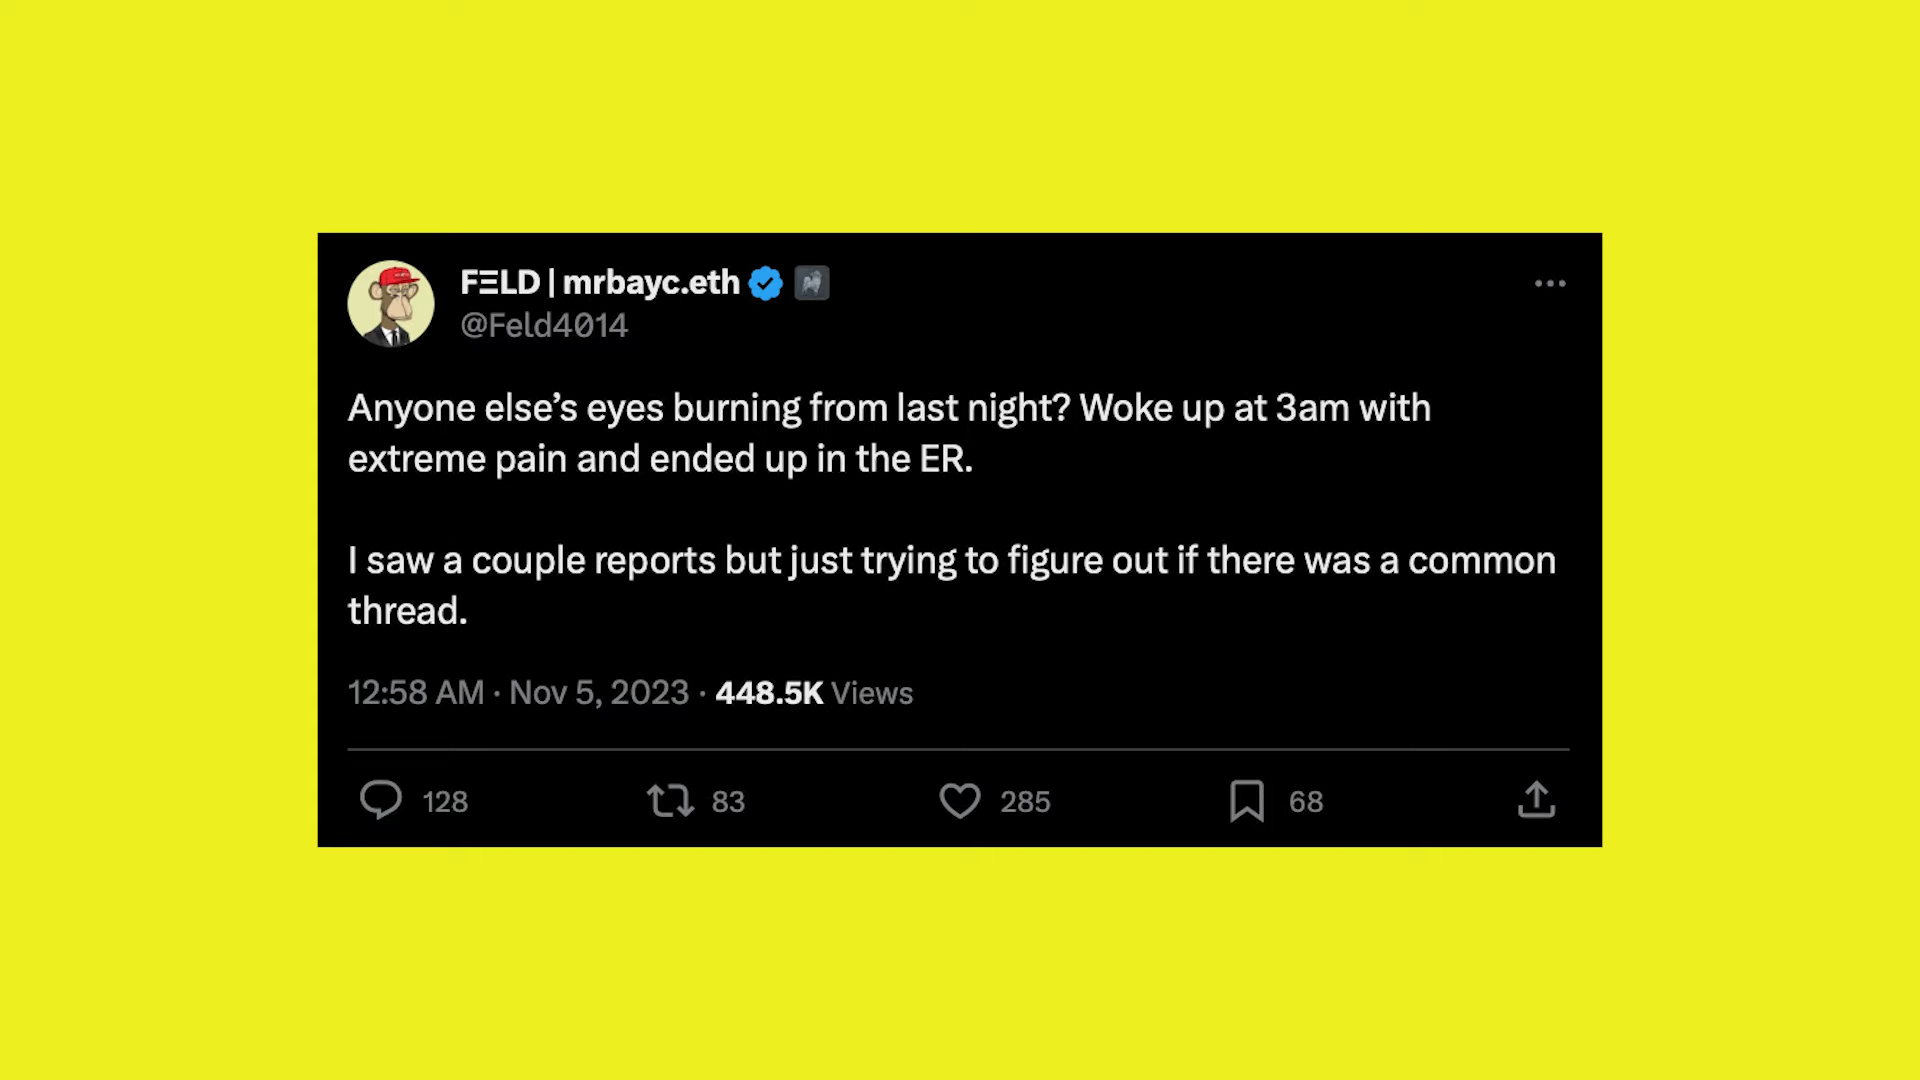 FΞLD | mrbayc.eth
@Feld4014
Anyone else’s eyes burning from last night? Woke up at 3am with
extreme pain and ended up in the ER.
I saw a couple reports but just trying to figure out if there was a common
thread.
12:58 AM · Nov 5, 2023 · 448.5K Views
128 83 285 68